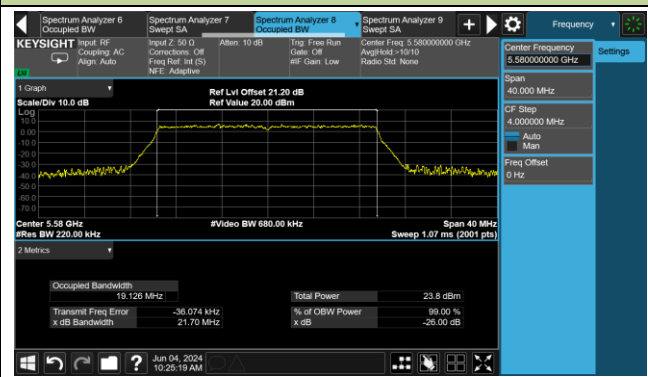 Spectrum Analyzer 6
Occupied BW
Spectrum Analyzer 7
Swept SA
Spectrum Analyzer 8
Occupied BW
Spectrum Analyzer 9
Swept SA
Frequency
KEYSIGHT
Input: RF
Coupling: AC
Align: Auto
Input Z: 50 Ω
Corrections: Off
Freq Ref: Int (S)
NFE: Adaptive
Atten: 10 dB
Trig: Free Run
Gate: Off
#IF Gain: Low
Center Freq: 5.580000000 GHz
Avg|Hold:>10/10
Radio Std: None
Center Frequency
5.580000000 GHz
Settings
Span
40.000 MHz
CF Step
4.000000 MHz
Auto
Man
Freq Offset
0 Hz
1 Graph
Scale/Div 10.0 dB
Ref Lvl Offset 21.20 dB
Ref Value 20.00 dBm
Log
10.0
0.00
-10.0
-20.0
-30.0
-40.0
-50.0
-60.0
-70.0
Center 5.58 GHz
#Video BW 680.00 kHz
Span 40 MHz
#Res BW 220.00 kHz
Sweep 1.07 ms (2001 pts)
2 Metrics
Occupied Bandwidth
19.126 MHz
Total Power
23.8 dBm
Transmit Freq Error
-36.074 kHz
% of OBW Power
99.00 %
x dB Bandwidth
21.70 MHz
x dB
-26.00 dB
Jun 04, 2024
10:25:19 AM